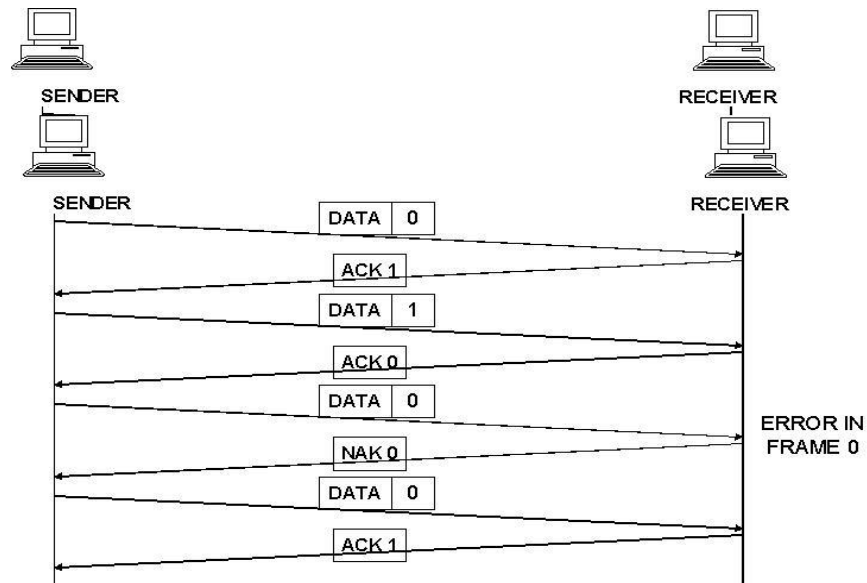 SENDER
RECEIVER
SENDER
RECEIVER
DATA 0
ACK 1
DATA 1
ACK 0
DATA 0
ERROR IN
FRAME 0
NAK 0
DATA 0
ACK 1